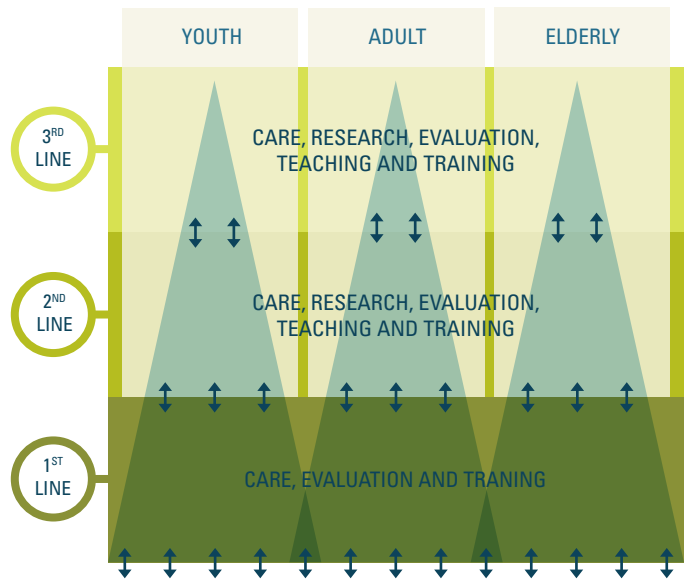 YOUTH
ADULT
ELDERLY
3RD
LINE
CARE, RESEARCH, EVALUATION,
TEACHING AND TRAINING
2ND
LINE
CARE, RESEARCH, EVALUATION,
TEACHING AND TRAINING
1ST
LINE
CARE, EVALUATION AND TRANING